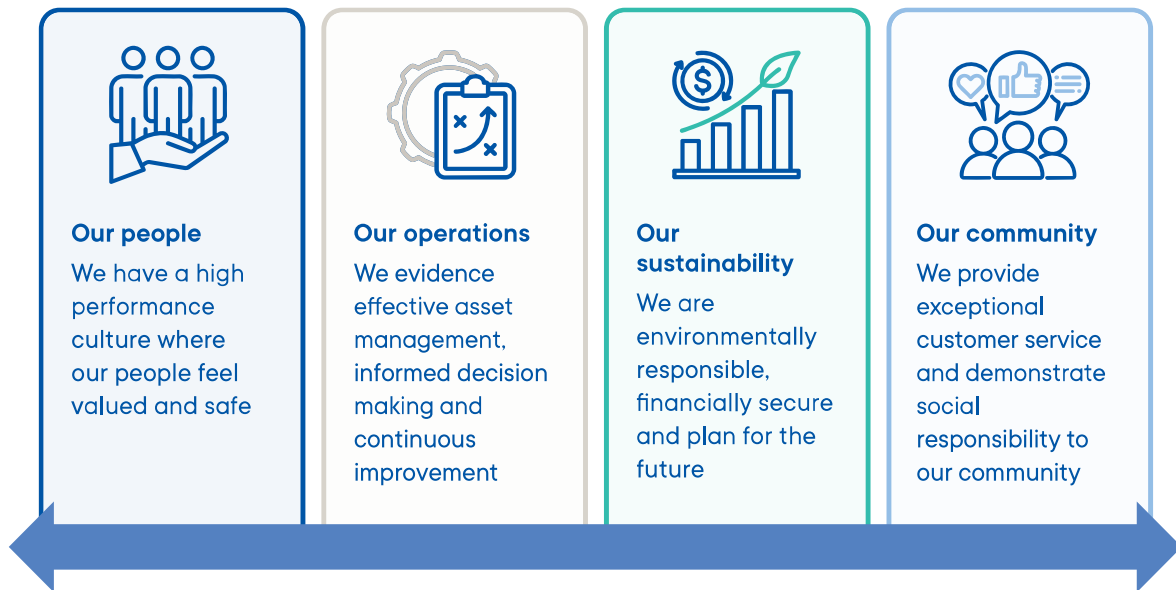 Our people
We have a high
performance
culture where
our people feel
valued and safe
Our operations
We evidence
effective asset
management,
informed decision
making and
continuous
improvement
Our
sustainability
We are
environmentally
responsible,
financially secure
and plan for the
future
Our community
We provide
exceptional
customer service
and demonstrate
social
responsibility to
our community